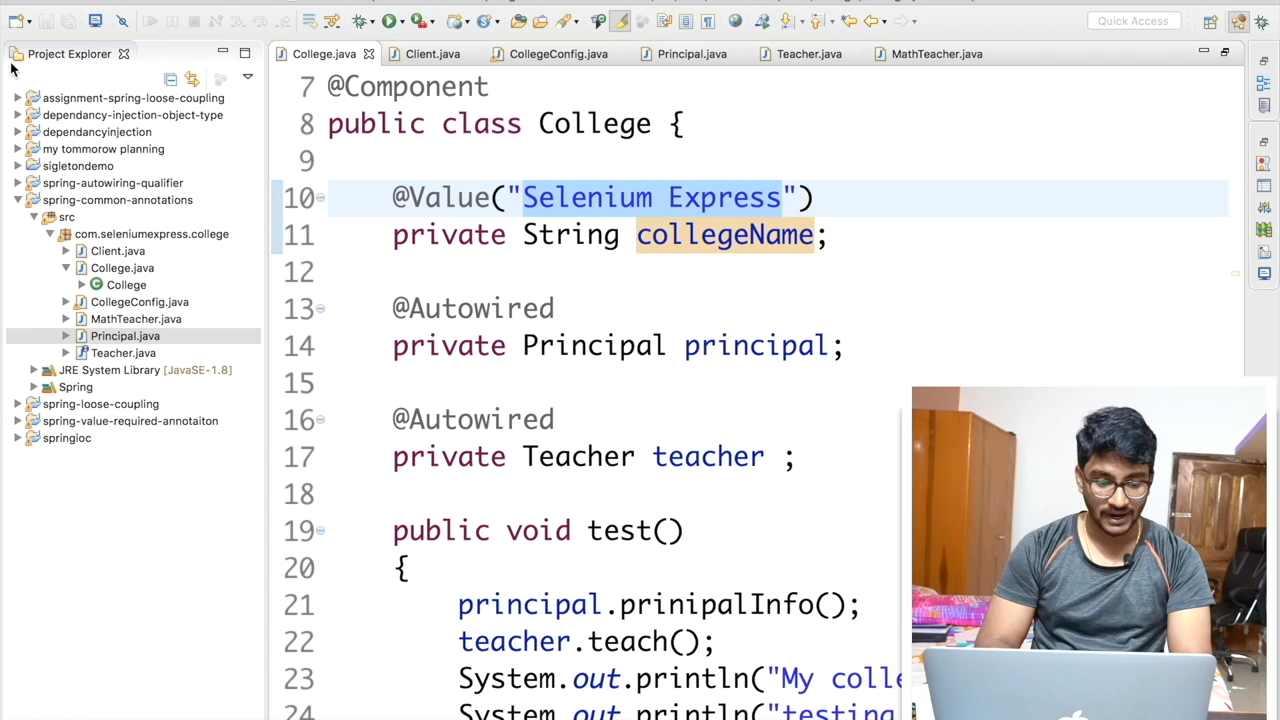 Quick Access
Project Explorer
College.java
Client.java
CollegeConfig.java
Principal.java
Teacher.java
MathTeacher.java
assignment-spring-loose-coupling
dependancy-injection-object-type
dependancyinjection
my tommorow planning
sigletondemo
spring-autowiring-qualifier
spring-common-annotations
src
com.seleniumexpress.college
Client.java
College.java
College
CollegeConfig.java
MathTeacher.java
Principal.java
Teacher.java
JRE System Library [JavaSE-1.8]
Spring
spring-loose-coupling
spring-value-required-annotaiton
springioc
7 @Component
8 public class College {
9
10 @Value("Selenium Express")
11 private String collegeName;
12
13 @Autowired
14 private Principal principal;
15
16 @Autowired
17 private Teacher teacher ;
18
19 public void test()
20 {
21 principal.prinipalInfo();
22 teacher.teach();
23 System.out.println("My colle
24 System.out.println("testing